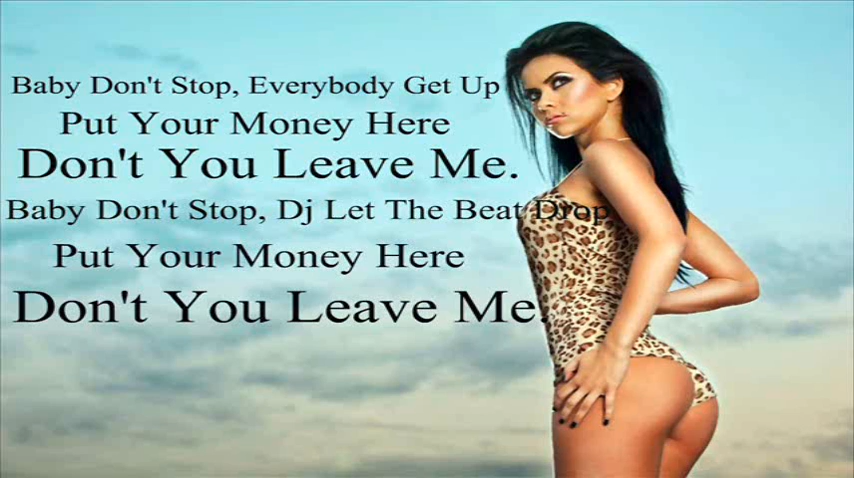 Baby Don't Stop, Everybody Get Up
Put Your Money Here
Don't You Leave Me.
Baby Don't Stop, Dj Let The Beat Drop
Put Your Money Here
Don't You Leave Me.